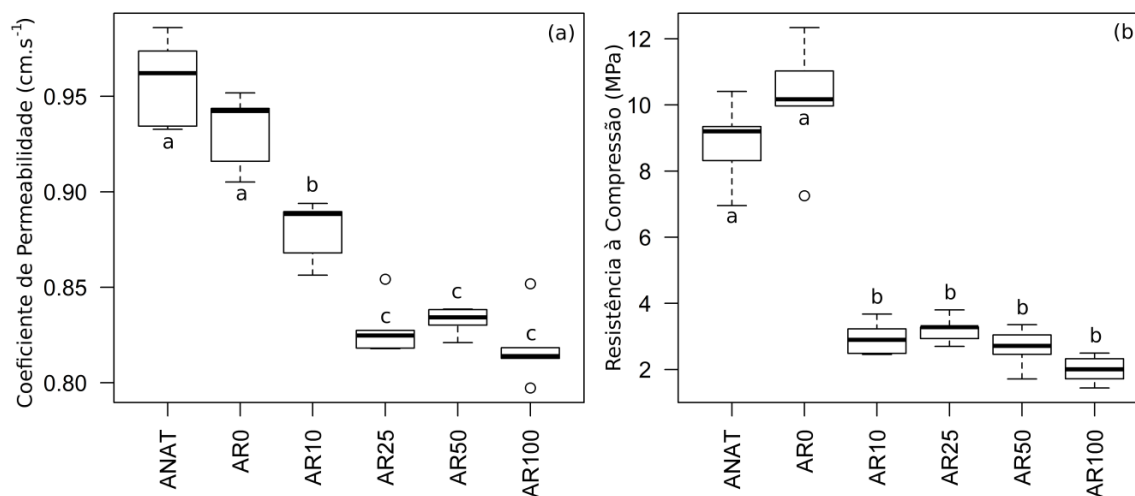 Coeficiente de Permeabilidade (cm.s⁻¹)
(a)
0.95
0.90
0.85
0.80
a
a
b
c
c
c
ANAT
AR0
AR10
AR25
AR50
AR100
Resistência à Compressão (MPa)
(b
12
10
8
6
4
2
a
a
b
b
b
b
ANAT
AR0
AR10
AR25
AR50
AR100